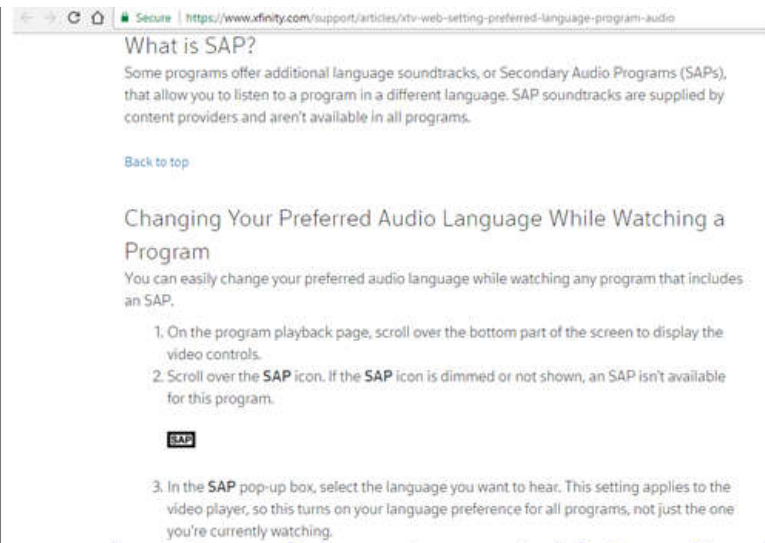 Secure | https://www.xfinity.com/support/articles/xtv-web-setting-preferred-language-program-audio
What is SAP?
Some programs offer additional language soundtracks, or Secondary Audio Programs (SAPs),
that allow you to listen to a program in a different language. SAP soundtracks are supplied by
content providers and aren't available in all programs.
Back to top
Changing Your Preferred Audio Language While Watching a
Program
You can easily change your preferred audio language while watching any program that includes
an SAP.
1. On the program playback page, scroll over the bottom part of the screen to display the
video controls.
2. Scroll over the SAP icon. If the SAP icon is dimmed or not shown, an SAP isn't available
for this program.
SAP
3. In the SAP pop-up box, select the language you want to hear. This setting applies to the
video player, so this turns on your language preference for all programs, not just the one
you're currently watching.